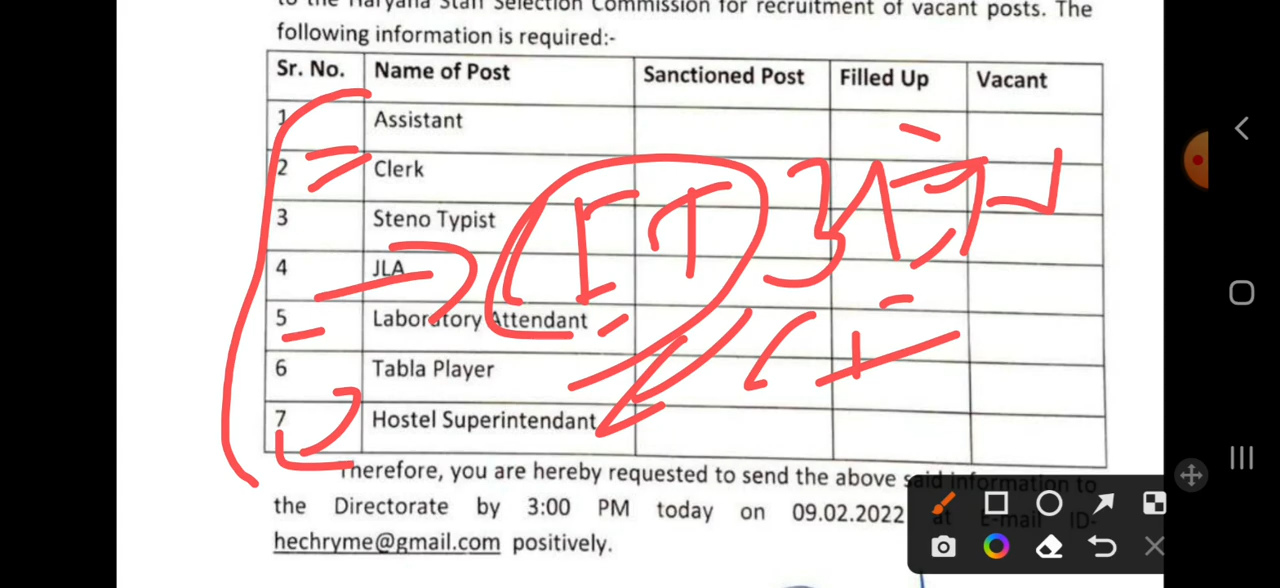 to the Haryana Staff Selection Commission for recruitment of vacant posts. The
following information is required:-
Sr. No. Name of Post Sanctioned Post Filled Up Vacant
1 Assistant
2 Clerk
3 Steno Typist
4 JLA
5 Laboratory Attendant
6 Tabla Player
7 Hostel Superintendant
Therefore, you are hereby requested to send the above said information to
the Directorate by 3:00 PM today on 09.02.2022 at E-mail ID-
hechryme@gmail.com positively.